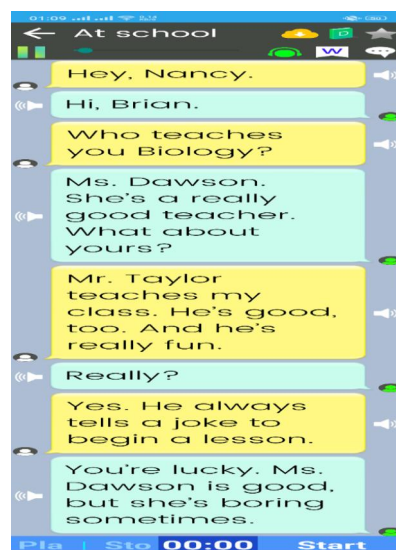 01:09
At school
W
Hey, Nancy.
Hi, Brian.
Who teaches
you Biology?
Ms. Dawson.
She's a really
good teacher.
What about
yours?
Mr. Taylor
teaches my
class. He's good,
too. And he's
really fun.
Really?
Yes. He always
tells a joke to
begin a lesson.
You're lucky. Ms.
Dawson is good,
but she's boring
sometimes.
Pla Sto 00:00 Start